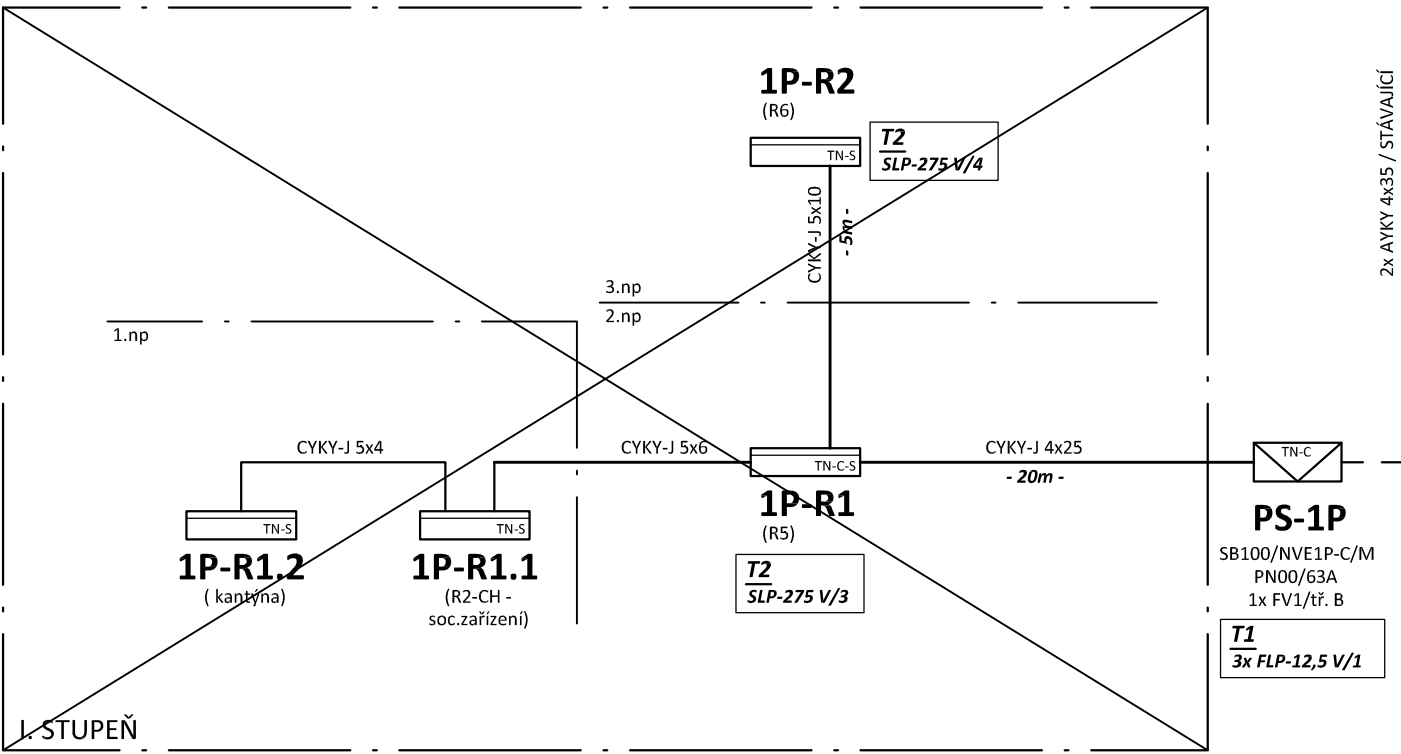 1P-R2
(R6)
TN-S
T2
SLP-275 V/4
CYKY-J 5x10
- 5m -
2x AYKY 4x35 / STÁVAJÍCÍ
3.np
2.np
1.np
CYKY-J 5x4
CYKY-J 5x6
CYKY-J 4x25
- 20m -
TN-C-S
TN-C
1P-R1
(R5)
T2
SLP-275 V/3
TN-S
1P-R1.2
( kantýna)
TN-S
1P-R1.1
(R2-CH -
soc.zařízení)
PS-1P
SB100/NVE1P-C/M
PN00/63A
1x FV1/tř. B
T1
3x FLP-12,5 V/1
I. STUPEŇ